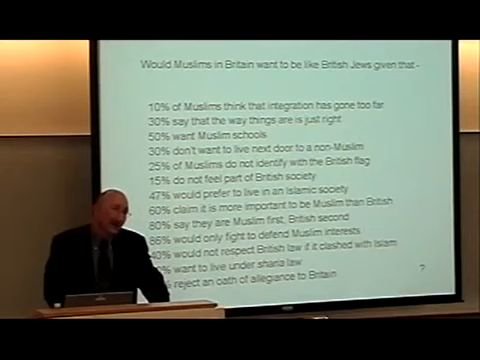 Would Muslims in Britain want to be like British Jews given that -
10% of Muslims think that integration has gone too far
30% say that the way things are is just right
50% want Muslim schools
30% don't want to live next door to a non-Muslim
25% of Muslims do not identify with the British flag
15% do not feel part of British society
47% would prefer to live in an Islamic society
60% claim it is more important to be Muslim than British
80% say they are Muslim first, British second
86% would only fight to defend Muslim interests
40% would not respect British law if it clashed with Islam
% want to live under sharia law
% reject an oath of allegiance to Britain
?